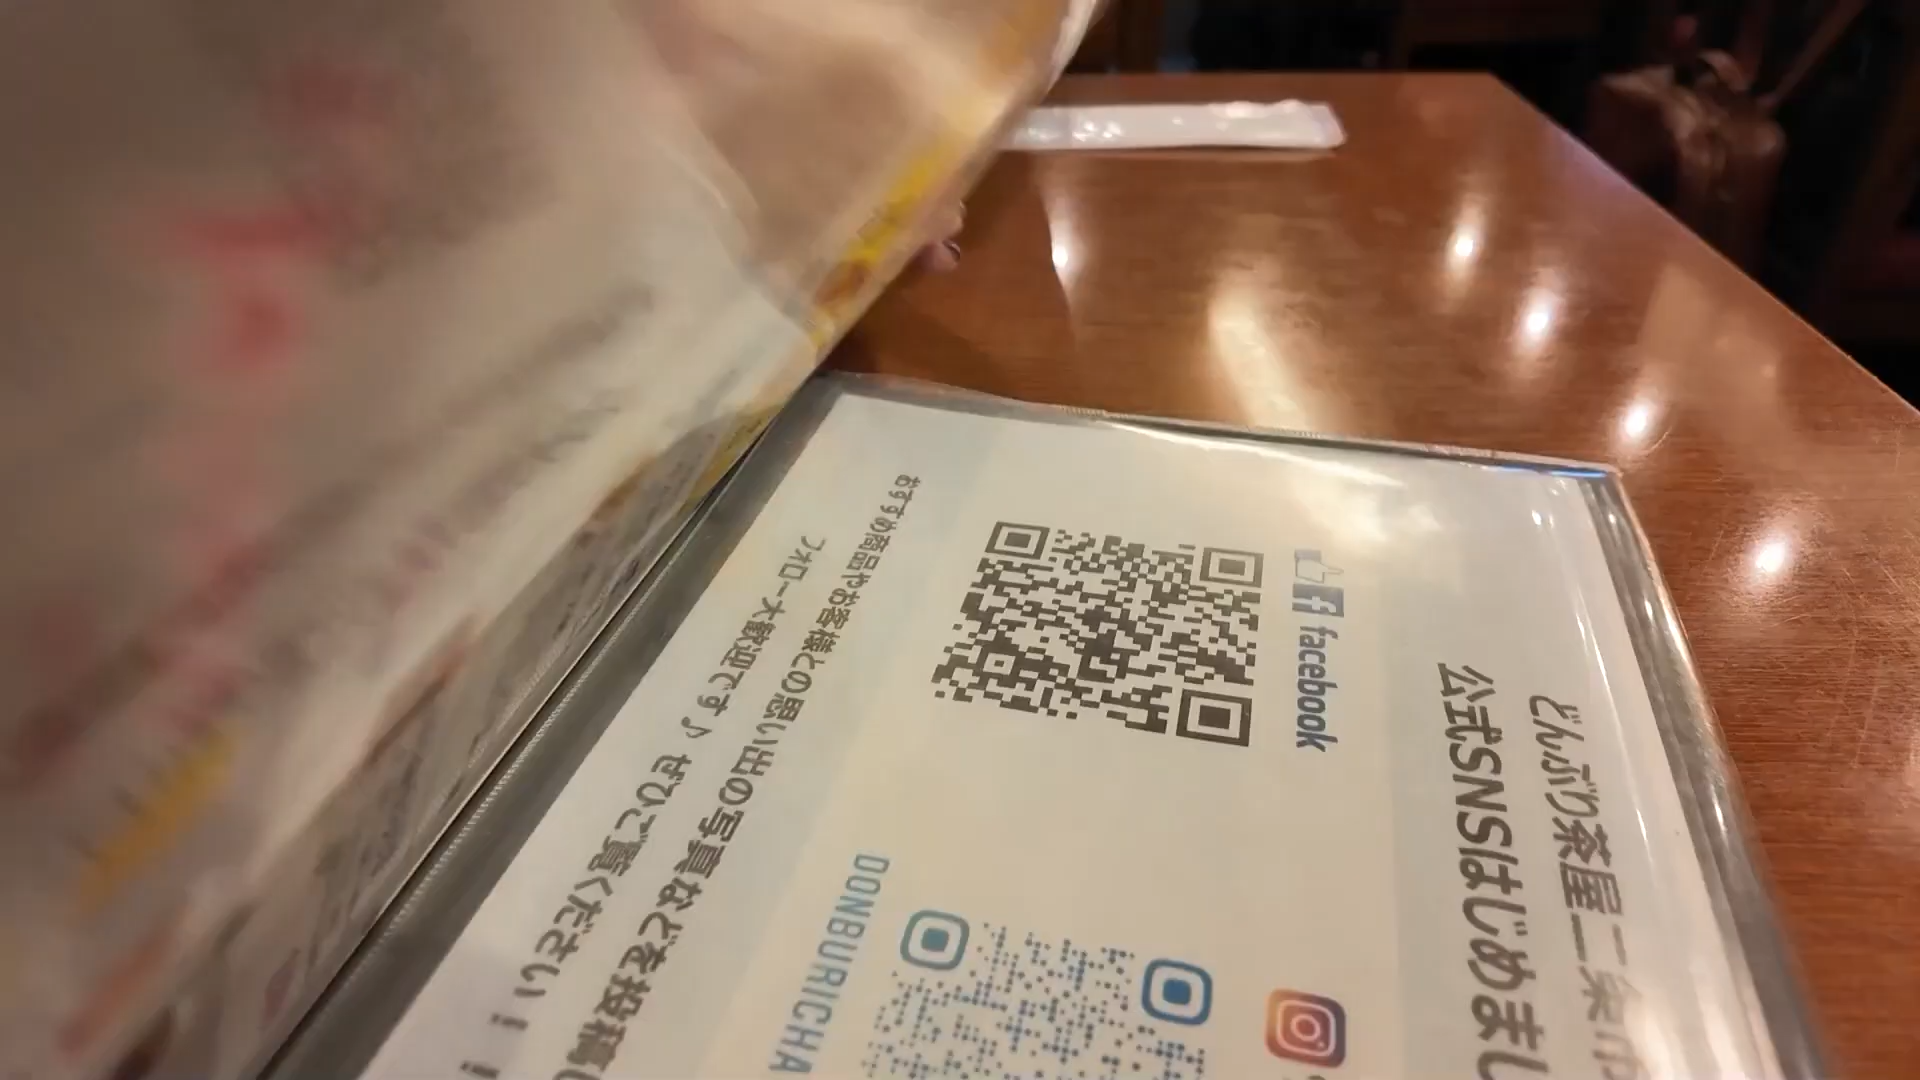 どんぶり茶屋二条市
公式SNSはじめまし
facebook
DONBURICHA
おすすめ商品やお客様との思い出の写真などを投稿し
フォロー大歓迎です♪ ぜひご覧ください！！